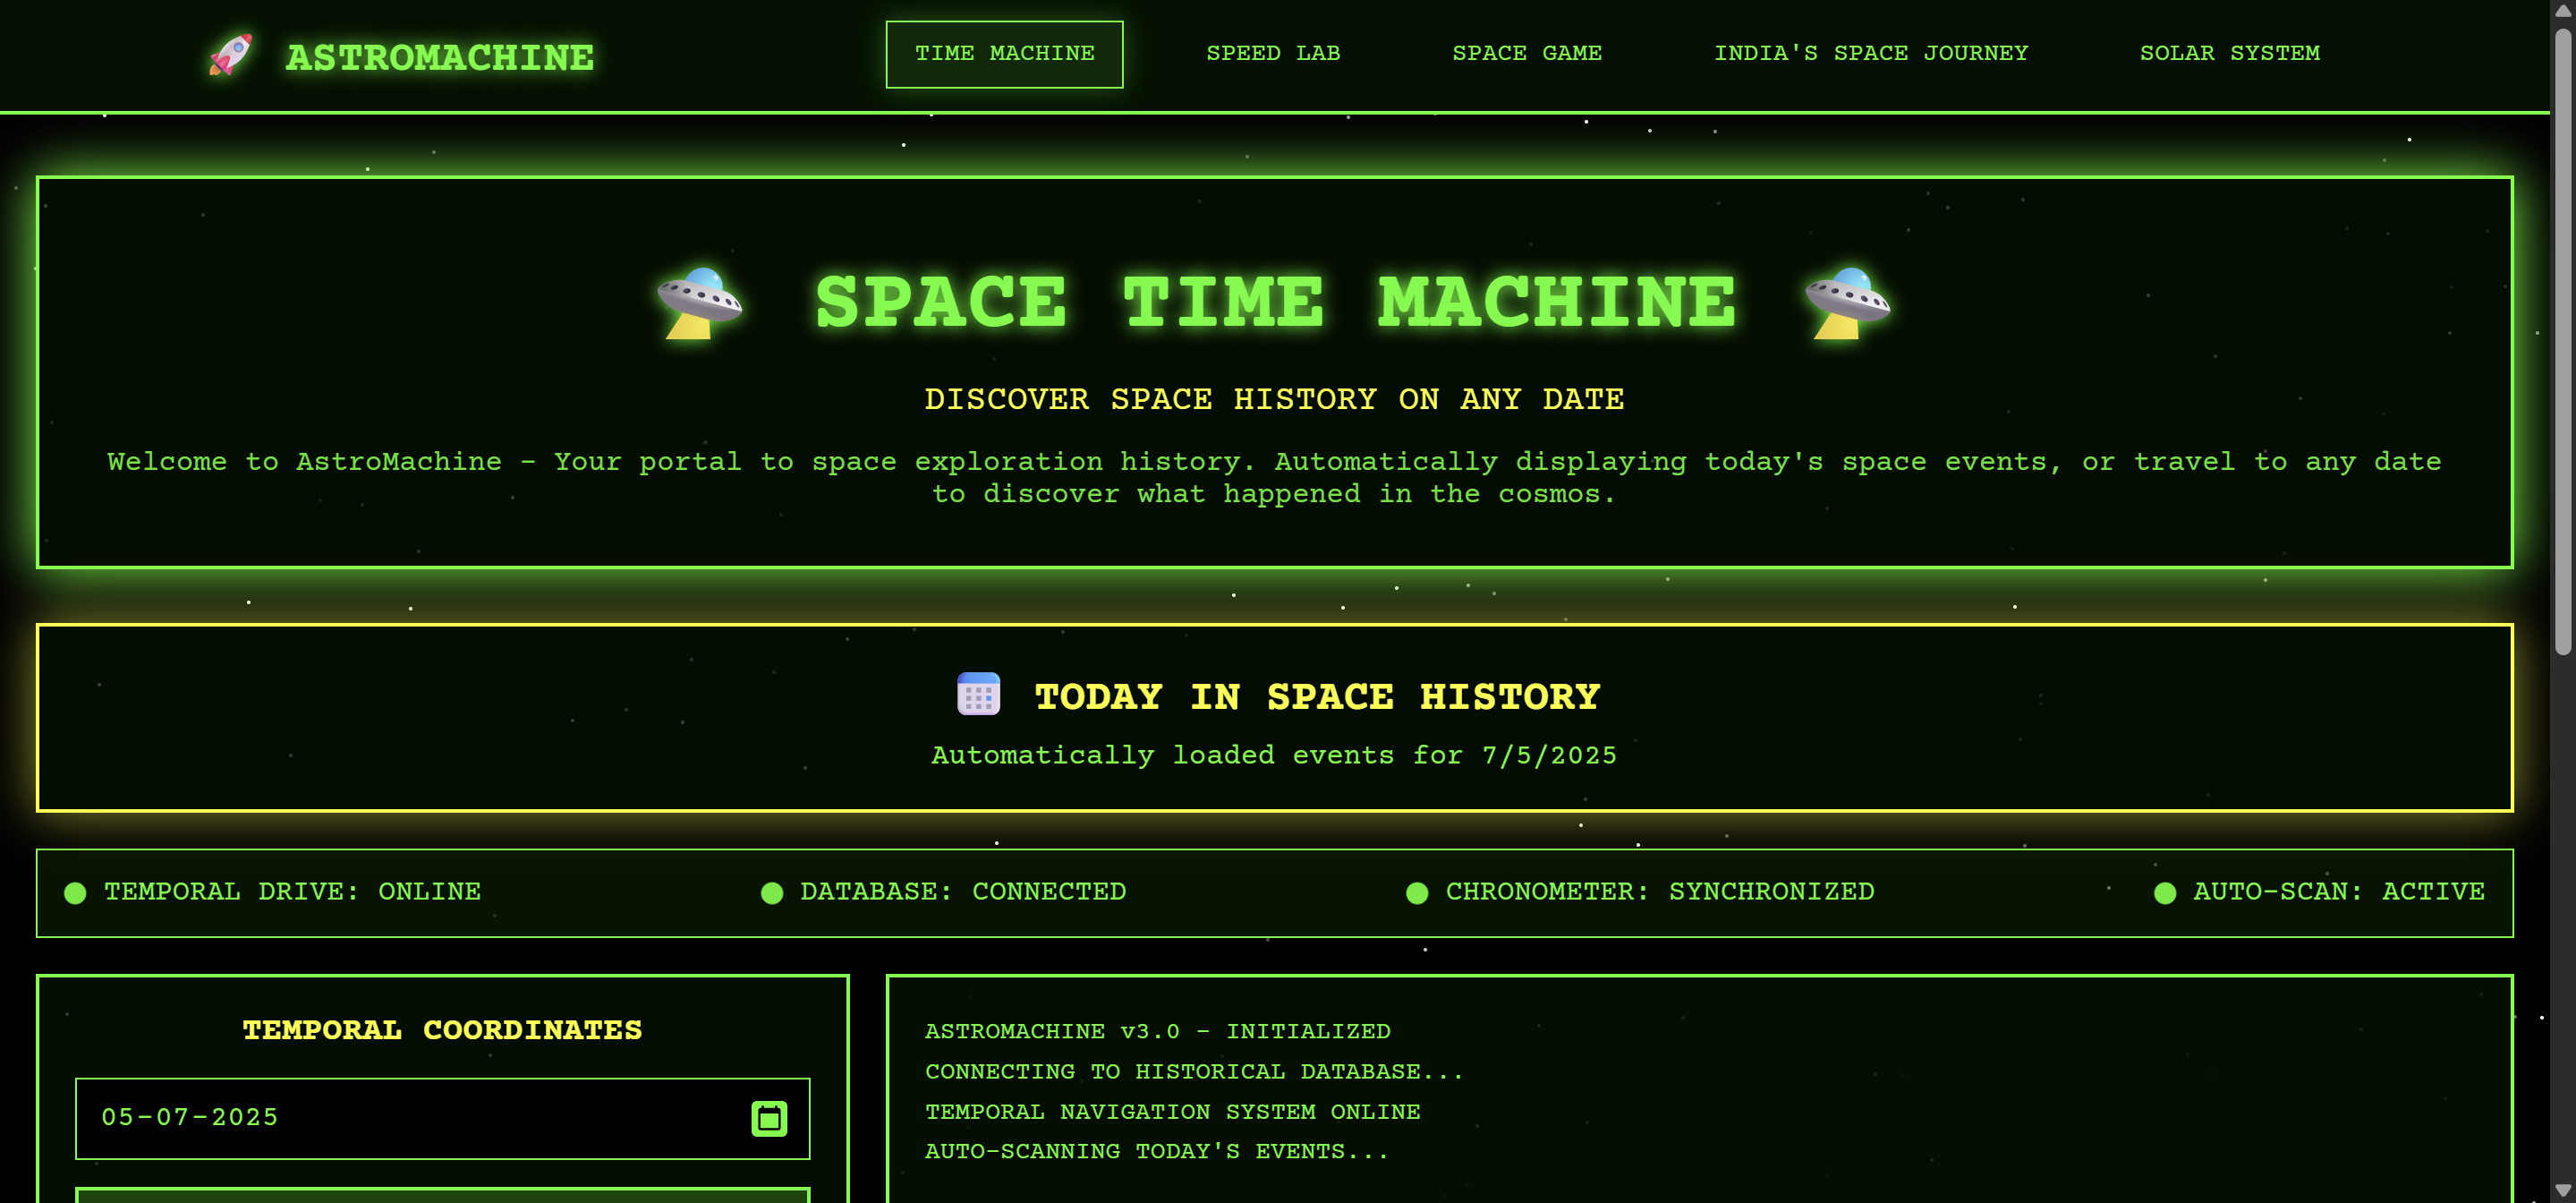 ASTROMACHINE
TIME MACHINE
SPEED LAB
SPACE GAME
INDIA'S SPACE JOURNEY
SOLAR SYSTEM
SPACE TIME MACHINE
DISCOVER SPACE HISTORY ON ANY DATE
Welcome to AstroMachine - Your portal to space exploration history. Automatically displaying today's space events, or travel to any date
to discover what happened in the cosmos.
TODAY IN SPACE HISTORY
Automatically loaded events for 7/5/2025
TEMPORAL DRIVE: ONLINE
DATABASE: CONNECTED
CHRONOMETER: SYNCHRONIZED
AUTO-SCAN: ACTIVE
TEMPORAL COORDINATES
05-07-2025
ASTROMACHINE v3.0 - INITIALIZED
CONNECTING TO HISTORICAL DATABASE...
TEMPORAL NAVIGATION SYSTEM ONLINE
AUTO-SCANNING TODAY'S EVENTS...